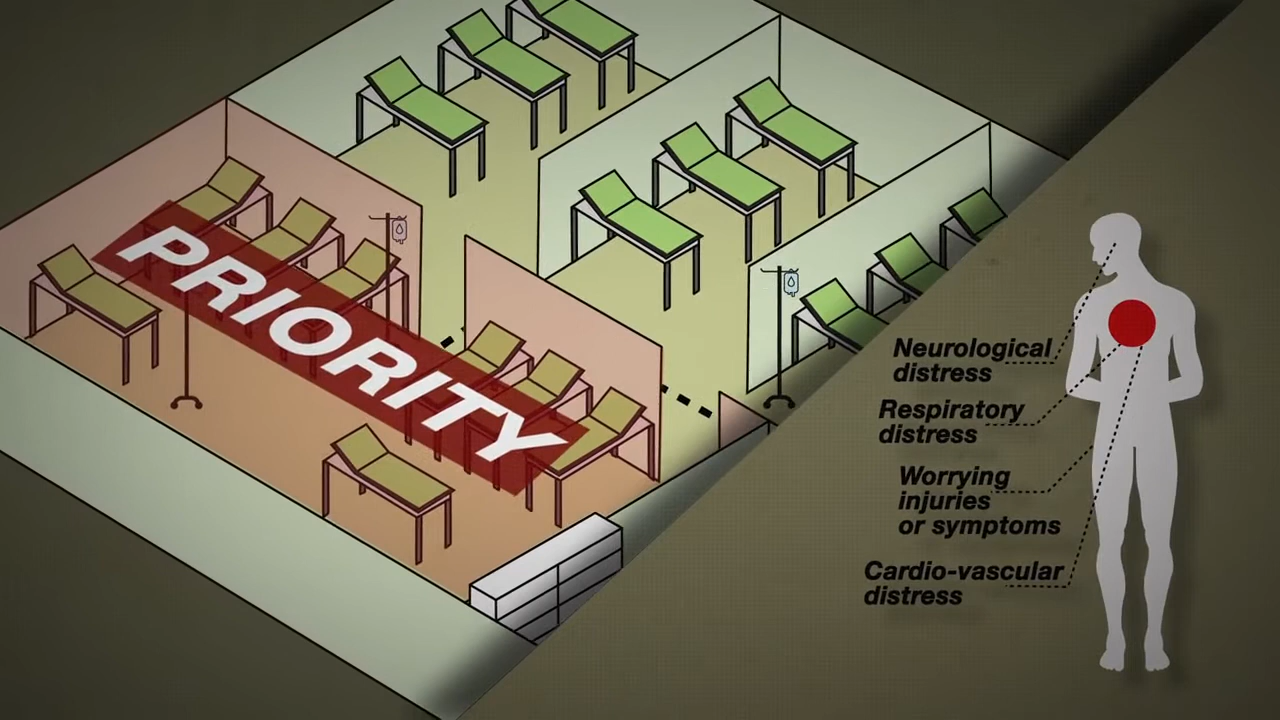 PRIORITY
Neurological
distress
Respiratory
distress
Worrying
injuries
or symptoms
Cardio-vascular
distress